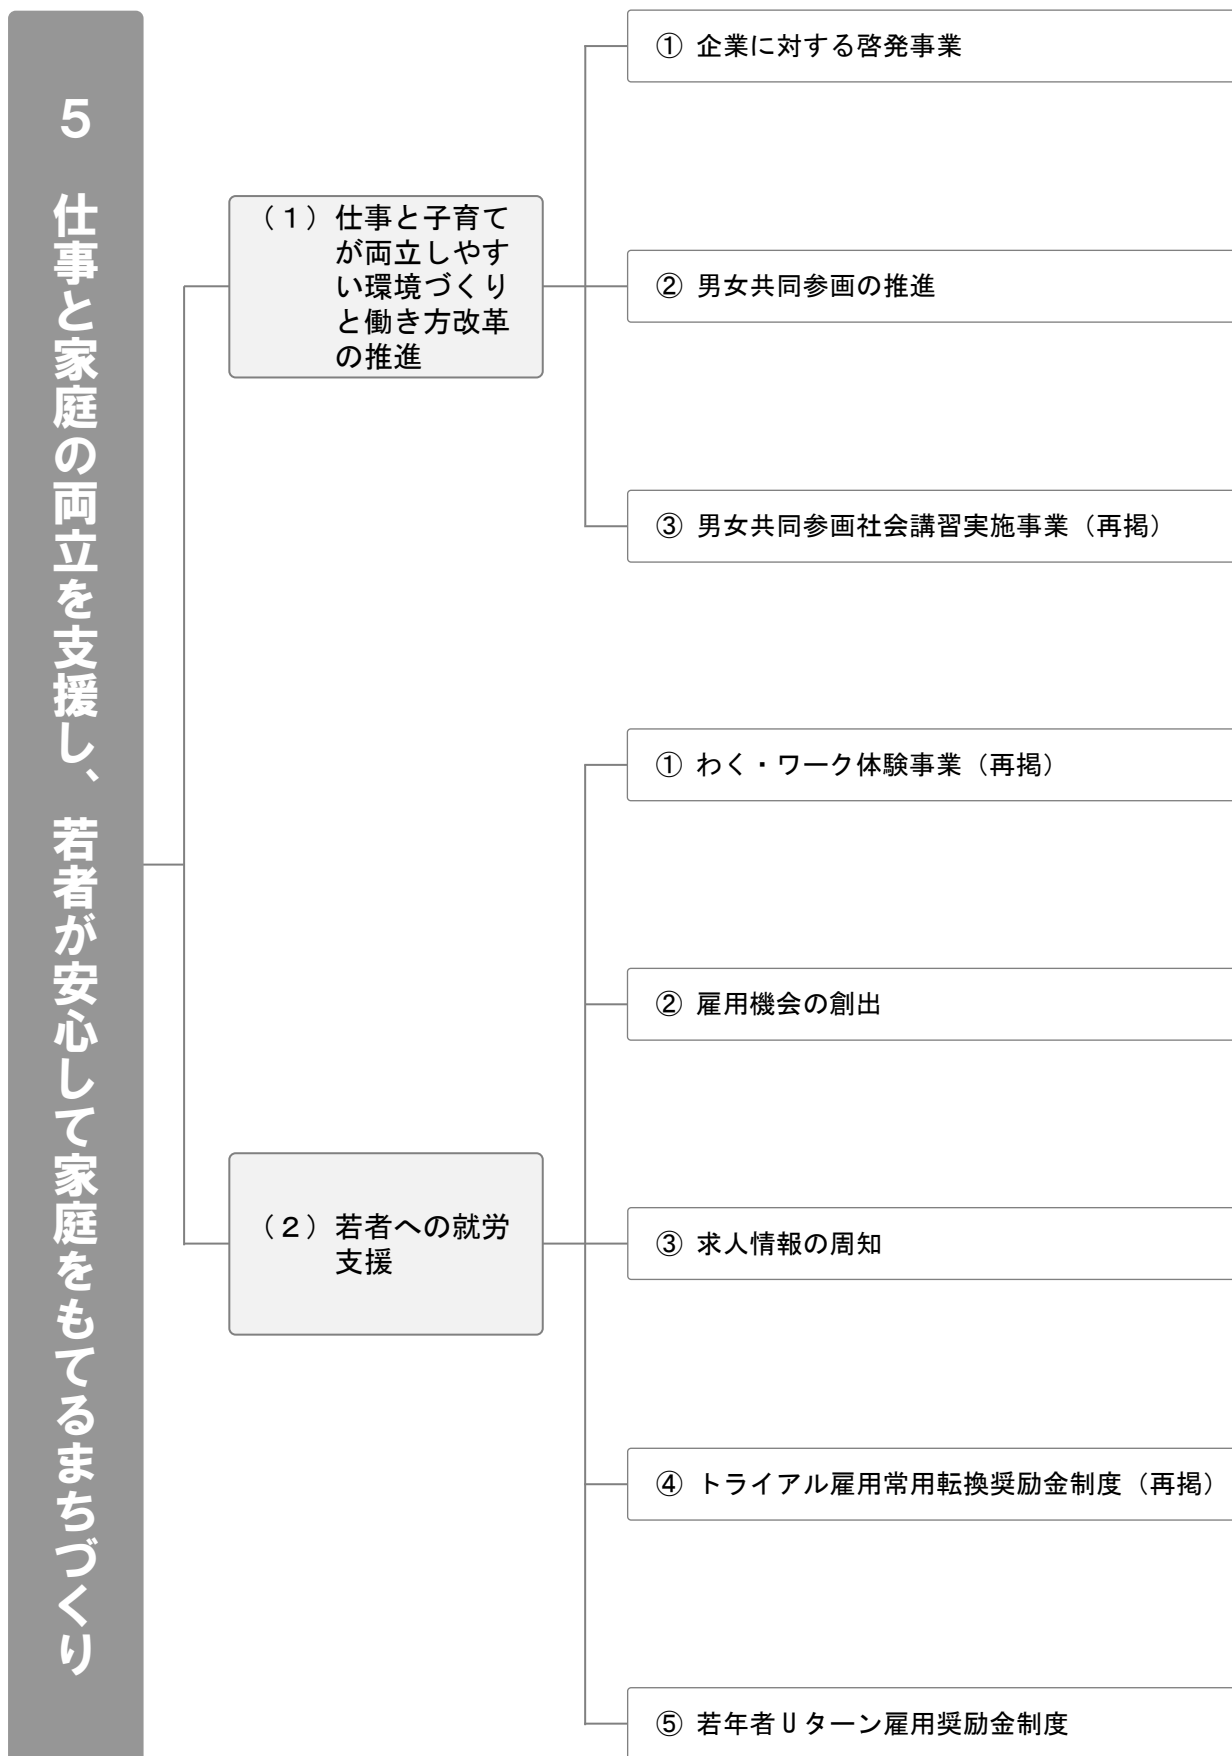 5 仕事と家庭の両立を支援し、若者が安心して家庭をもてるまちづくり
(1)仕事と子育て
が両立しやす
い環境づくり
と働き方改革
の推進
① 企業に対する啓発事業
② 男女共同参画の推進
③ 男女共同参画社会講習実施事業(再掲)
(2)若者への就労
支援
① わく・ワーク体験事業(再掲)
② 雇用機会の創出
③ 求人情報の周知
④ トライアル雇用常用転換奨励金制度(再掲)
⑤ 若年者Uターン雇用奨励金制度